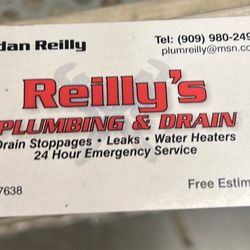 dan Reilly
Tel: (909) 980-249
plumreilly@msn.co
Reilly's
PLUMBING & DRAIN
Drain Stoppages • Leaks • Water Heaters
24 Hour Emergency Service
7638
Free Estim